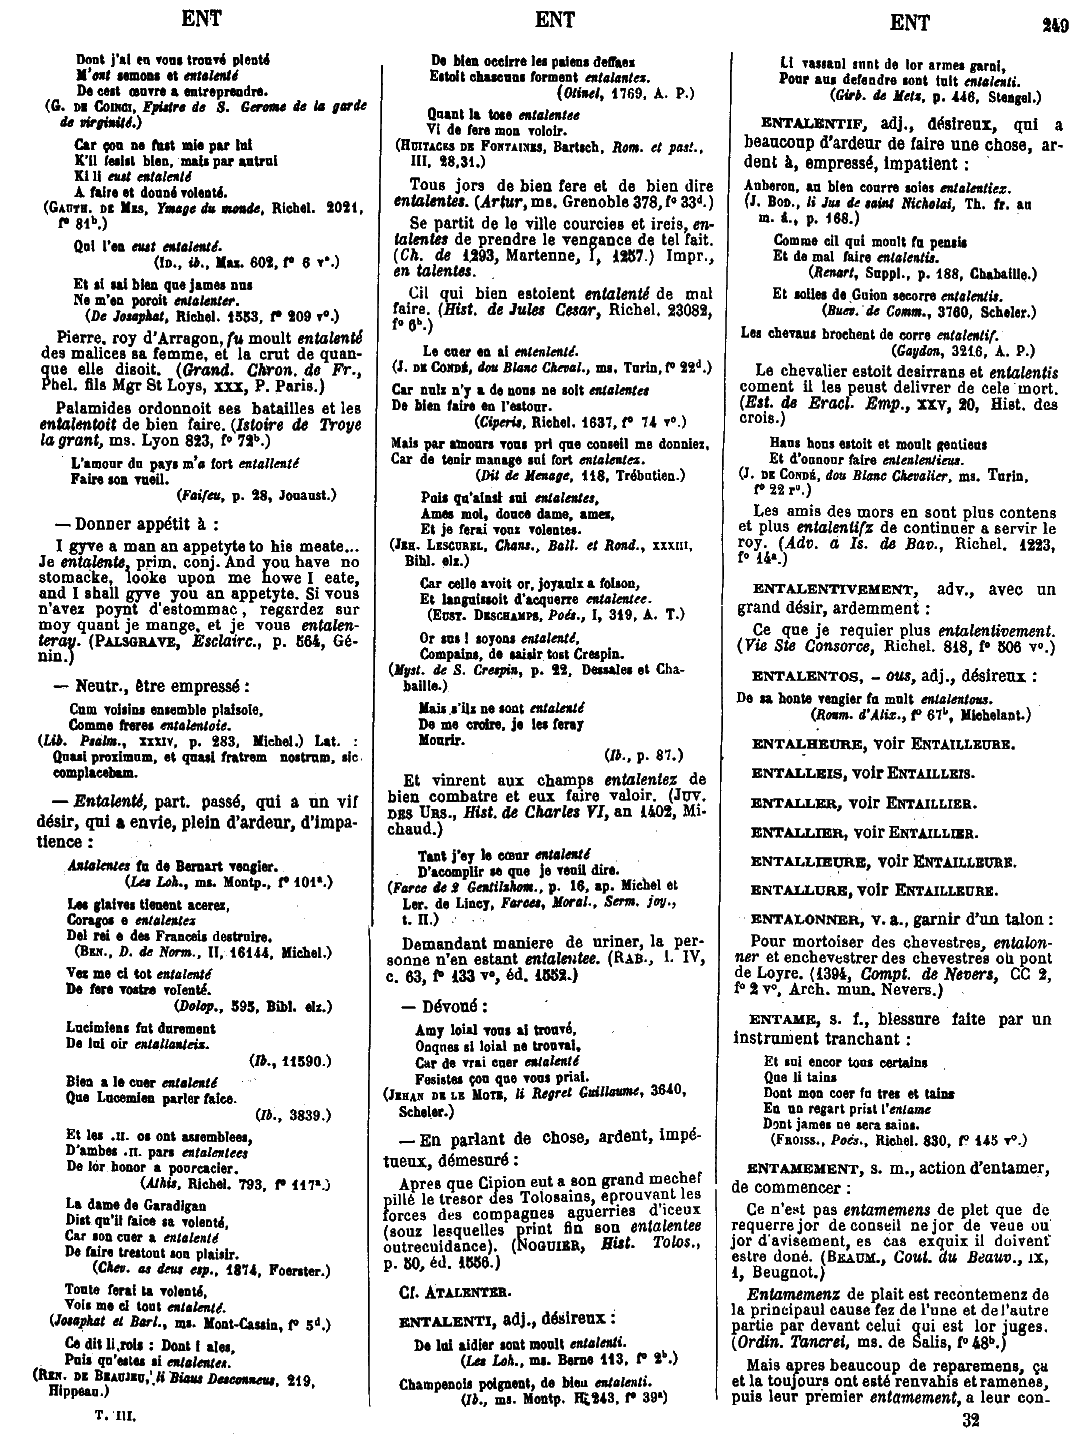 ENT
ENT
ENT
249
Dont j'ai en vous trouvé plenté
M'ont semons et entalenté
De cest œuvre a entreprendre.
(G. DE COINCI, Epistre de S. Gerome de la garde
de virginité.)
Car çou ne fust mie par lui
K'il fesist bien, mais par autrui
Ki li eust entalenté
A faire et donné volenté.
(GAUTH. DE MES, Ymage du monde, Richel. 2021,
f° 81ᵇ.)
Qui l'en eust entalenté.
(ID., ib., Maz. 602, f° 6 v°.)
Et si sai bien que james nus
Ne m'en poroit entalenter.
(De Josaphat, Richel. 1553, f° 209 r°.)
Pierre, roy d'Arragon, fu moult entalenté
des malices sa femme, et la crut de quan-
que elle disoit. (Grand. Chron. de Fr.,
Phel. fils Mgr St Loys, xxx, P. Paris.)
Palamides ordonnoit ses batailles et les
entalentoit de bien faire. (Istoire de Troye
la grant, ms. Lyon 823, f° 72ᵇ.)
L'amour du pays m'a fort entallenté
Faire son vueil.
(Faifeu, p. 28, Jouaust.)
— Donner appétit à :
I gyve a man an appetyte to his meate...
Je entalente, prim. conj. And you have no
stomacke, looke upon me howe I eate,
and I shall gyve you an appetyte. Si vous
n'avez poynt d'estommac, regardez sur
moy quant je mange, et je vous entalen-
teray. (PALSGRAVE, Esclairc., p. 564, Gé-
nin.)
— Neutr., être empressé :
Cum voisins ensemble plaisoie,
Comme freres entalentoie.
(Lib. Psalm., xxxiv, p. 283, Michel.) Lat. :
Quasi proximum, et quasi fratrem nostrum, sic
complacebam.
— Entalenté, part. passé, qui a un vif
désir, qui a envie, plein d'ardeur, d'impa-
tience :
Antalentes fu de Bernart vengier.
(Les Loh., ms. Montp., f° 101ᵃ.)
Les glaives tienent acerez,
Coragos e entalentez
Del rei e des Franceis destruire.
(BEN., D. de Norm., II, 16144, Michel.)
Vez me ci tot entalenté
De fere vostre volenté.
(Dolop., 595, Bibl. elz.)
Lucimiens fut durement
De lui oir entallanteiz.
(Ib., 11590.)
Bien a le cuer entalenté
Que Lucemien parler faice.
(Ib., 3839.)
Et les .II. os ont assemblees,
D'ambes .II. pars entalentees
De lor honor a pourcacier.
(Athis, Richel. 793, f° 117ᵃ.)
La dame de Garadigan
Dist qu'il faice sa volenté,
Car son cuer a entalenté
De faire trestout son plaisir.
(Chev. as deus esp., 1874, Foerster.)
Toute ferai ta volenté,
Vois me ci tout entalenté.
(Josaphat et Barl., ms. Mont-Cassin, f° 5ᵈ.)
Ce dit li rois : Dont i ales,
Puis qu'estes si entalentes.
(REN. DE BEAUJEU, li Biaus Desconneus, 219,
Hippeau.)
T. III.
De bien occirre les paiens deffaez
Estoit chascuns forment entalantez.
(Otinel, 1769, A. P.)
Quant la tose entalentee
Vi de fere mon voloir.
(HUITACES DE FONTAINES, Bartsch, Rom. et past.,
III, 28,31.)
Tous jors de bien fere et de bien dire
entalentes. (Artur, ms. Grenoble 378, f° 33ᵈ.)
Se partit de le ville courcies et ireis, en-
talentes de prendre le vengance de tel fait.
(Ch. de 1293, Martenne, I, 1257.) Impr.,
en talentes.
Cil qui bien estoient entalenté de mal
faire. (Hist. de Jules Cesar, Richel. 23082,
f° 6ᵇ.)
Le cuer en ai entententé.
(J. DE CONDÉ, dou Blanc Cheval., ms. Turin, f° 22ᵈ.)
Car nulz n'y a de nous ne soit entalentes
De bien faire en l'estour.
(Ciperis, Richel. 1637, f° 74 v°.)
Mais par amours vous pri que conseil me donniez,
Car de tenir manage sui fort entalentez.
(Dit de Menage, 118, Trébutien.)
Puis qu'ainsi sui entalentes,
Ames moi, douce dame, amez,
Et je ferai vouz volentes.
(JEH. LESCUREL, Chans., Ball. et Rond., xxxiii,
Bibl. elz.)
Car celle avoit or, joyaulx a foison,
Et languissoit d'acquerre entalentee.
(EUST. DESCHAMPS, Poés., I, 319, A. T.)
Or sus ! soyons entalenté,
Compains, de saisir tost Crespin.
(Myst. de S. Crespin, p. 22, Dessales et Cha-
baille.)
Mais s'ils ne sont entalenté
De me croire, je les feray
Mourir.
(Ib., p. 87.)
Et vinrent aux champs entalentez de
bien combatre et eux faire valoir. (JUV.
DES URS., Hist. de Charles VI, an 1402, Mi-
chaud.)
Tant j'ey le cœur entalenté
D'acomplir se que je veuil dire.
(Farce de 2 Gentilshom., p. 16, ap. Michel et
Ler. de Lincy, Farces, Moral., Serm. joy.,
t. II.)
Demandant maniere de uriner, la per-
sonne n'en estant entalentee. (RAB., l. IV,
c. 63, f° 133 v°, éd. 1552.)
— Dévoué :
Amy loial vous ai trouvé,
Onques si loial ne trouvai,
Car de vrai cuer entalenté
Fesistes çou que vous priai.
(JEHAN DE LE MOTE, li Regret Guillaume, 3640,
Scheler.)
— En parlant de chose, ardent, impé-
tueux, démesuré :
Apres que Cipion eut a son grand mechef
pillé le tresor des Tolosains, eprouvant les
forces des compagnes aguerries d'iceux
(souz lesquelles print fin son entalentee
outrecuidance). (NOGUIER, Hist. Tolos.,
p. 50, éd. 1556.)
Cf. ATALENTER.
ENTALENTI, adj., désireux :
De lui aidier sont moult entalenti.
(Les Loh., ms. Berne 113, f° 2ᵇ.)
Champenois poignent, de bien entalenti.
(Ib., ms. Montp. H 243, f° 39ᵃ)
Li vassaul sunt de lor armes garni,
Pour aus defendre sont tuit entalenti.
(Girb. de Metz, p. 446, Stengel.)
ENTALENTIF, adj., désireux, qui a
beaucoup d'ardeur de faire une chose, ar-
dent à, empressé, impatient :
Auberon, au bien courre soies entalentiez.
(J. BOD., li Jus de saint Nicholai, Th. fr. au
m. â., p. 168.)
Comme cil qui moult fu pensis
Et de mal faire entalentis.
(Renart, Suppl., p. 188, Chabaille.)
Et soiies de Guion secorre entalentis.
(Buev. de Comm., 3760, Scheler.)
Les chevaus brochent de corre entalentif.
(Gaydon, 3216, A. P.)
Le chevalier estoit desirrans et entalentis
coment il les peust delivrer de cele mort.
(Est. de Eracl. Emp., xxv, 20, Hist. des
crois.)
Haus hons estoit et moult gentieus
Et d'onnour faire ententenlieus.
(J. DE CONDÉ, dou Blanc Chevalier, ms. Turin,
f° 22 r°.)
Les amis des mors en sont plus contens
et plus entalentifz de continuer a servir le
roy. (Adv. a Is. de Bav., Richel. 1223,
f° 14ᵃ.)
ENTALENTIVEMENT, adv., avec un
grand désir, ardemment :
Ce que je requier plus entalentivement.
(Vie Ste Consorce, Richel. 818, f° 306 v°.)
ENTALENTOS, - ous, adj., désireux :
De sa honte vengier fu mult entalentous.
(Roum. d'Alix., f° 67ᵇ, Michelant.)
ENTALHEURE, voir ENTAILLEURE.
ENTALLEIS, voir ENTAILLEIS.
ENTALLER, voir ENTAILLIER.
ENTALLIER, voir ENTAILLIER.
ENTALLIEURE, voir ENTAILLEURE.
ENTALLURE, voir ENTAILLEURE.
ENTALONNER, v. a., garnir d'un talon :
Pour mortoiser des chevestres, entalon-
ner et enchevestrer des chevestres ou pont
de Loyre. (1394, Compt. de Nevers, CC 2,
f° 2 v°, Arch. mun. Nevers.)
ENTAME, s. f., blessure faite par un
instrument tranchant :
Et sui encor tous certains
Que li tains
Dont mon coer fu tres et tains
En un regart prist l'entame
Dont james ne sera sains.
(FROISS., Poés., Richel. 830, f° 145 v°.)
ENTAMEMENT, s. m., action d'entamer,
de commencer :
Ce n'est pas entamemens de plet que de
requerre jor de conseil ne jor de veue ou
jor d'avisement, es cas exquix il doivent
estre doné. (BEAUM., Cout. du Beauv., IX,
1, Beugnot.)
Entamemenz de plait est recontemenz de
la principaul cause fez de l'une et de l'autre
partie par devant celui qui est lor juges.
(Ordin. Tancrei, ms. de Salis, f° 48ᵇ.)
Mais apres beaucoup de reparemens, ça
et la toujours ont esté renvahis et ramenes,
puis leur premier entamement, a leur con-
32